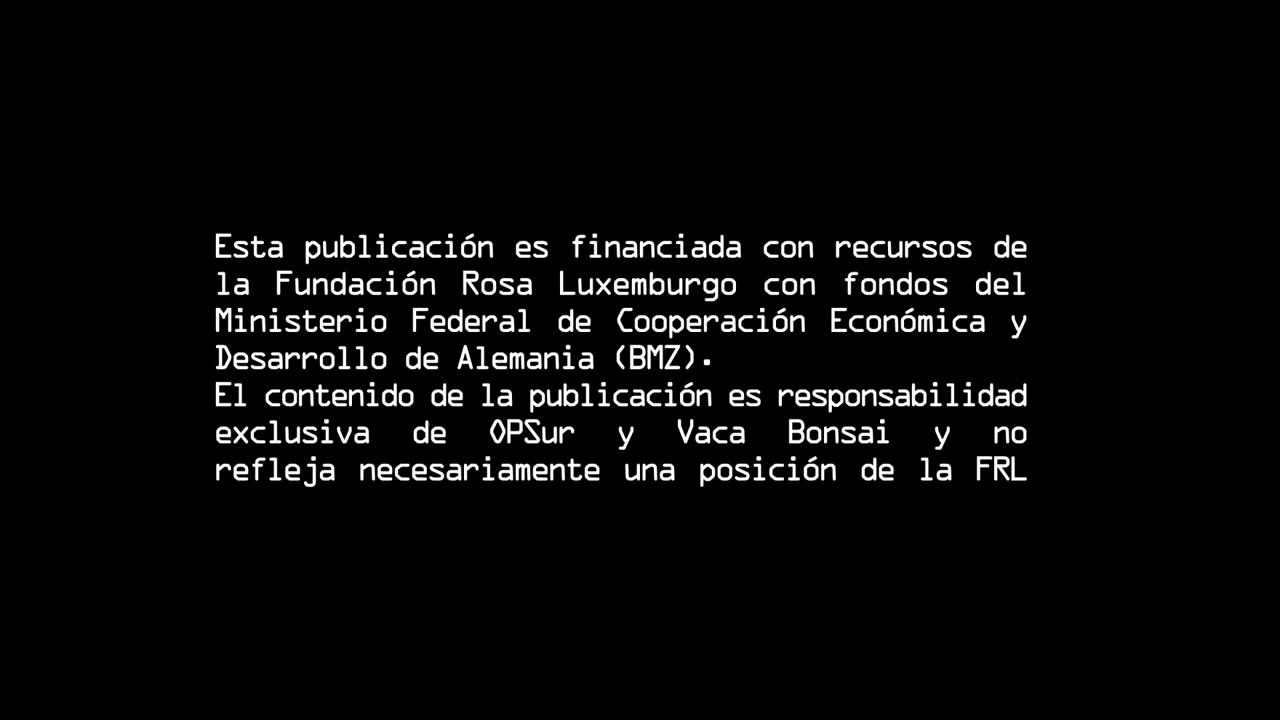 Esta publicación es financiada con recursos de
la Fundación Rosa Luxemburgo con fondos del
Ministerio Federal de Cooperación Económica y
Desarrollo de Alemania (BMZ).
El contenido de la publicación es responsabilidad
exclusiva de OPSur y Vaca Bonsai y no
refleja necesariamente una posición de la FRL